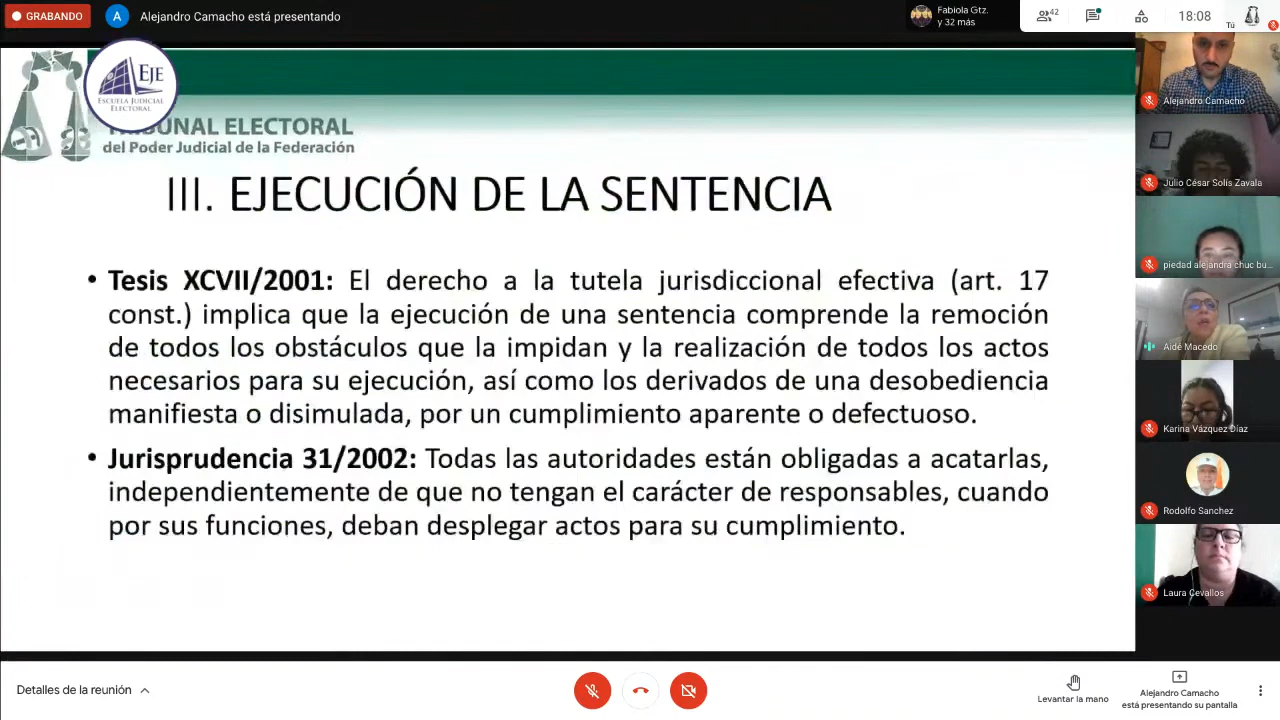 GRABANDO
A
Alejandro Camacho está presentando
Fabiola Gtz.
y 32 más
42
18:08
Tú
EJE
ESCUELA JUDICIAL
ELECTORAL
TRIBUNAL ELECTORAL
del Poder Judicial de la Federación
III. EJECUCIÓN DE LA SENTENCIA
• Tesis XCVII/2001: El derecho a la tutela jurisdiccional efectiva (art. 17
const.) implica que la ejecución de una sentencia comprende la remoción
de todos los obstáculos que la impidan y la realización de todos los actos
necesarios para su ejecución, así como los derivados de una desobediencia
manifiesta o disimulada, por un cumplimiento aparente o defectuoso.
• Jurisprudencia 31/2002: Todas las autoridades están obligadas a acatarlas,
independientemente de que no tengan el carácter de responsables, cuando
por sus funciones, deban desplegar actos para su cumplimiento.
Alejandro Camacho
Julio César Solís Zavala
piedad alejandra chuc bu...
Aidé Macedo
Karina Vázquez Díaz
Rodolfo Sanchez
Laura Cevallos
Detalles de la reunión
Levantar la mano
Alejandro Camacho
está presentando su pantalla